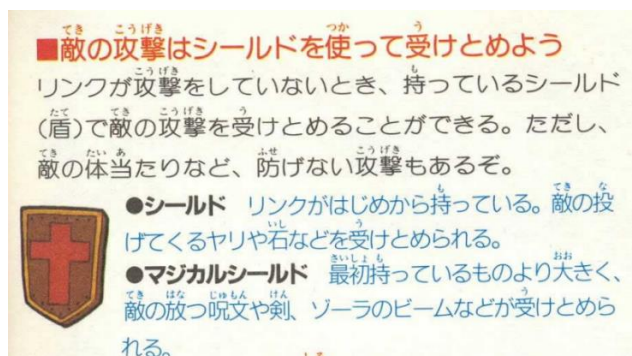 ■敵の攻撃はシールドを使って受けとめよう
リンクが攻撃をしていないとき、持っているシールド
(盾)で敵の攻撃を受けとめることができる。ただし、
敵の体当たりなど、防げない攻撃もあるぞ。
●シールド　リンクがはじめから持っている。敵の投
げてくるヤリや石などを受けとめられる。
●マジカルシールド　最初持っているものより大きく、
敵の放つ呪文や剣、ゾーラのビームなどが受けとめら
れる。